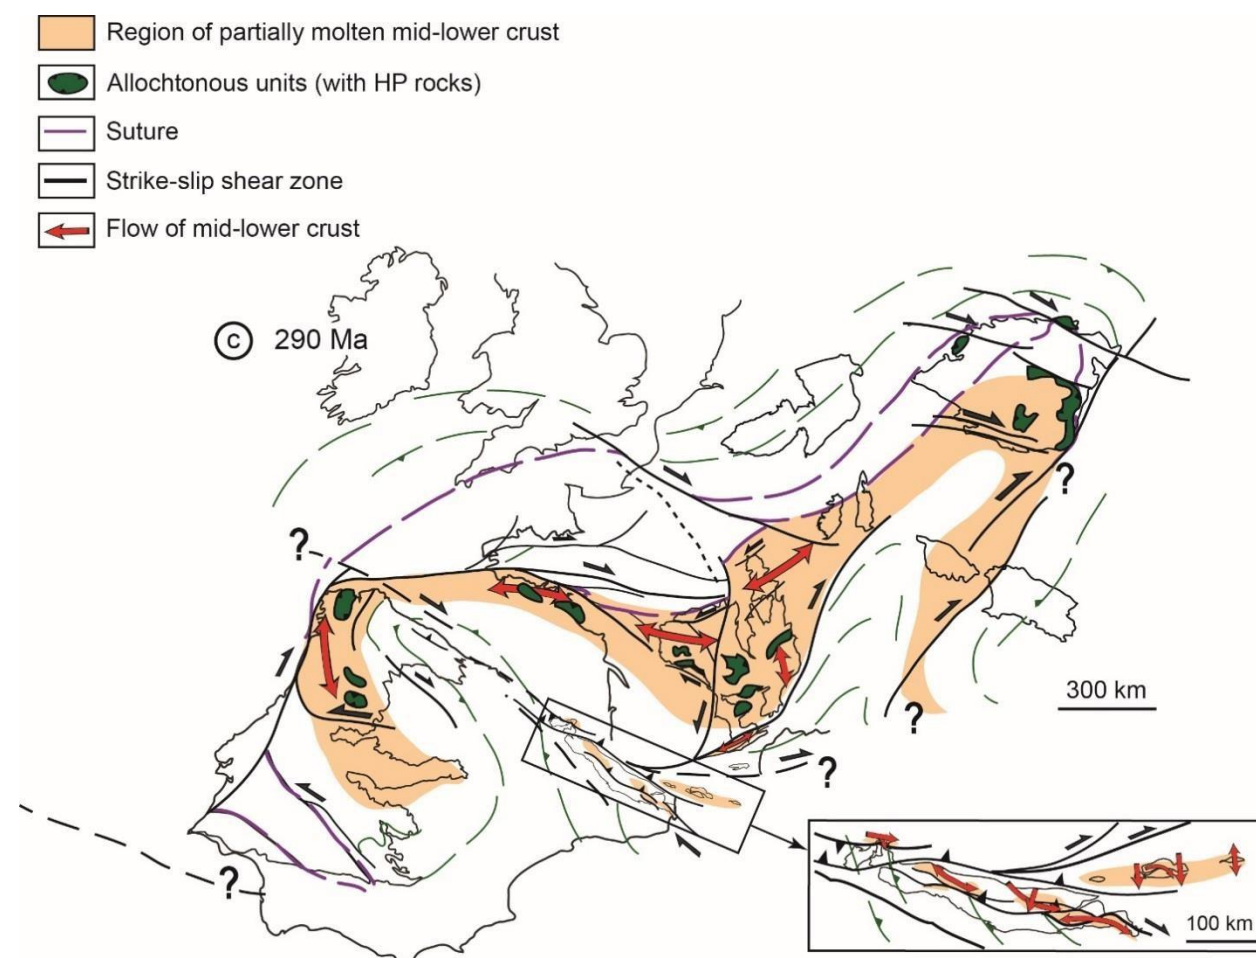 Region of partially molten mid-lower crust
Allochtonous units (with HP rocks)
Suture
Strike-slip shear zone
Flow of mid-lower crust
c 290 Ma
?
?
300 km
?
?
?
100 km